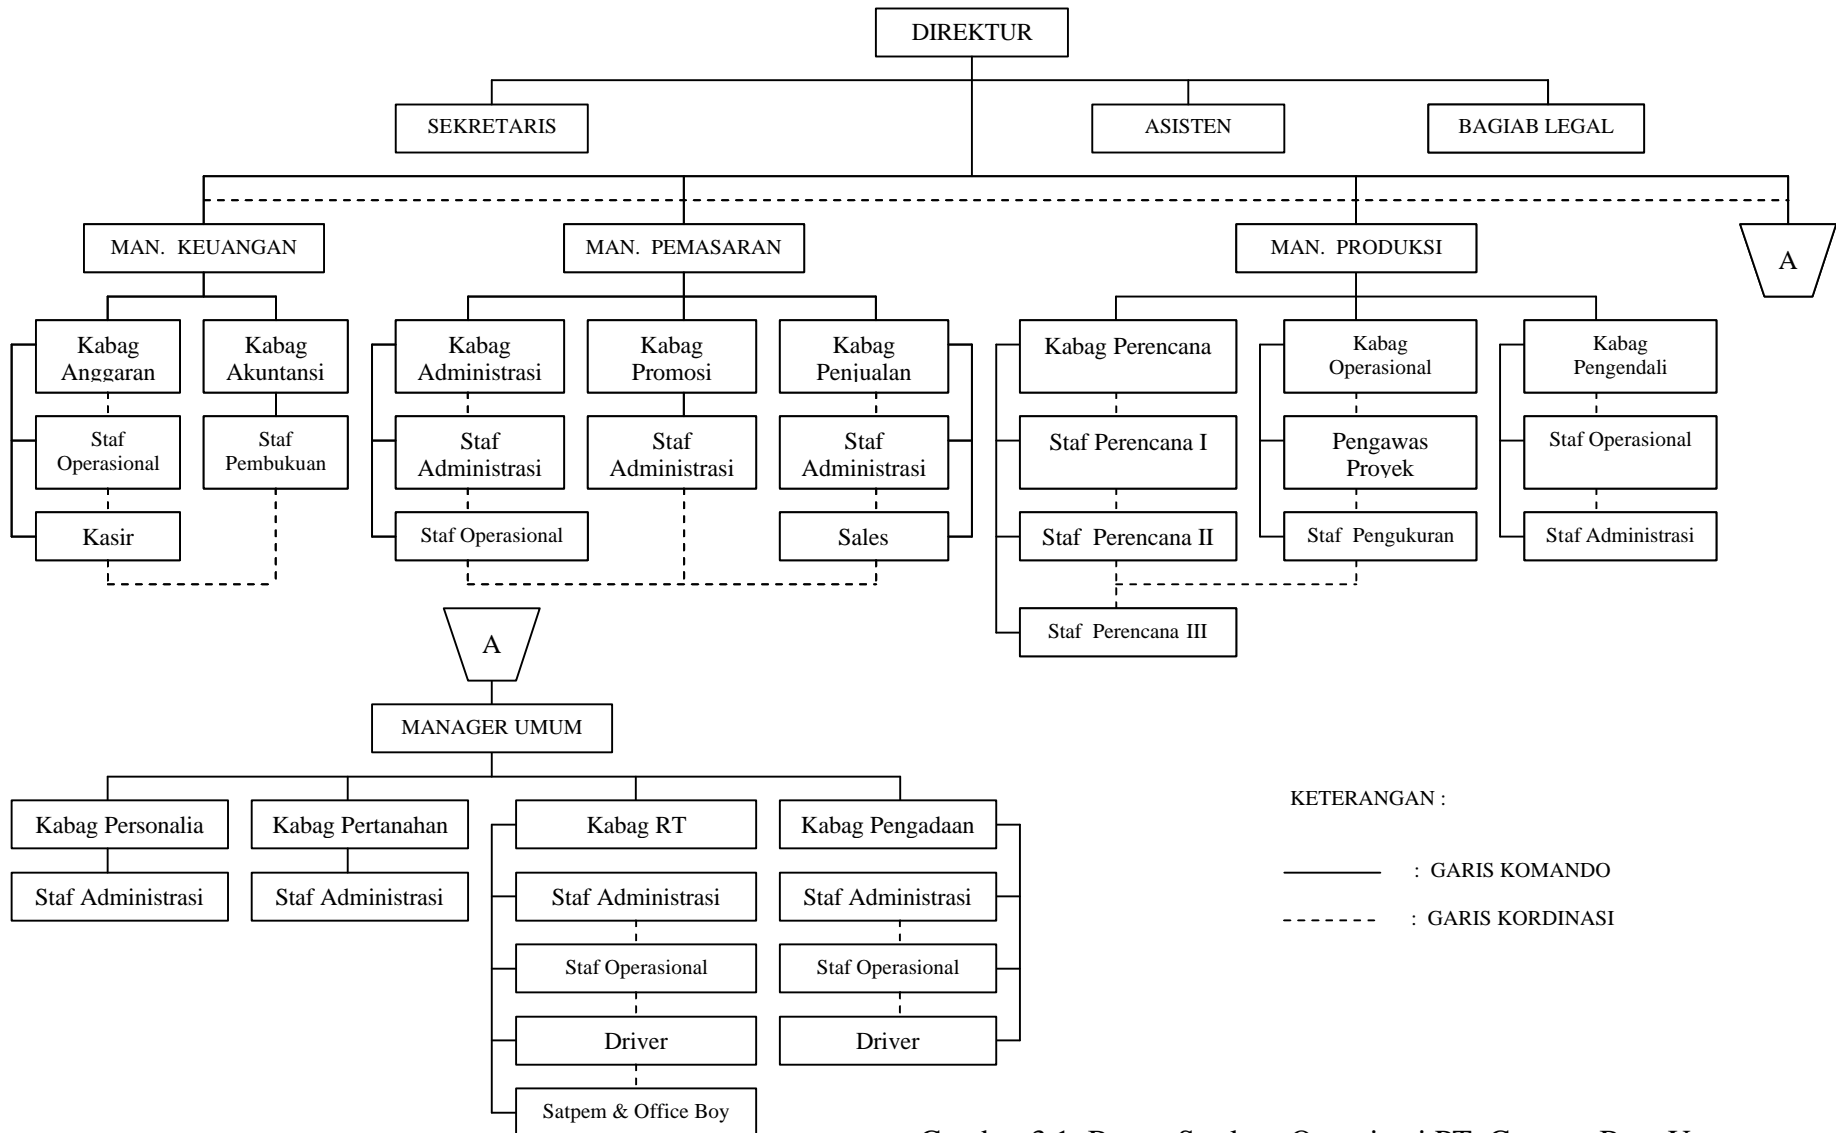 DIREKTUR
SEKRETARIS
ASISTEN
BAGIAB LEGAL
MAN. KEUANGAN
MAN. PEMASARAN
MAN. PRODUKSI
A
Kabag
Anggaran
Kabag
Akuntansi
Kabag
Administrasi
Kabag
Promosi
Kabag
Penjualan
Kabag Perencana
Kabag
Operasional
Kabag
Pengendali
Staf
Operasional
Staf
Pembukuan
Staf
Administrasi
Staf
Administrasi
Staf
Administrasi
Staf Perencana I
Pengawas
Proyek
Staf Operasional
Kasir
Staf Operasional
Sales
Staf Perencana II
Staf Pengukuran
Staf Administrasi
Staf Perencana III
A
MANAGER UMUM
Kabag Personalia
Kabag Pertanahan
Kabag RT
Kabag Pengadaan
Staf Administrasi
Staf Administrasi
Staf Administrasi
Staf Administrasi
Staf Operasional
Staf Operasional
Driver
Driver
Satpem & Office Boy
KETERANGAN :
: GARIS KOMANDO
: GARIS KORDINASI